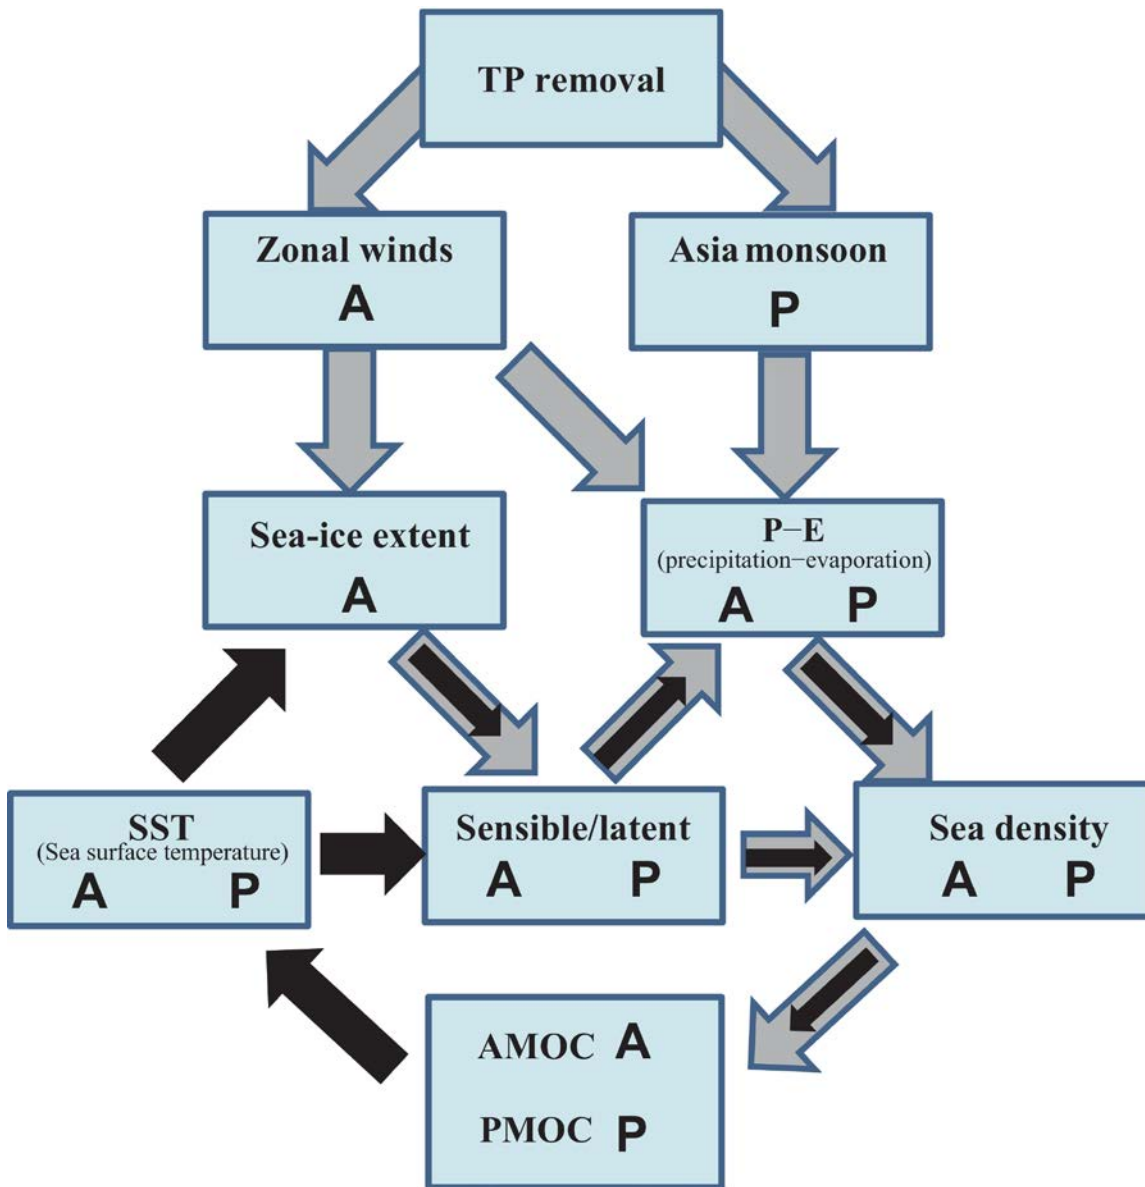 TP removal
Zonal winds
A
Asia monsoon
P
Sea-ice extent
A
P−E
(precipitation−evaporation)
A P
SST
(Sea surface temperature)
A P
Sensible/latent
A P
Sea density
A P
AMOC A
PMOC P